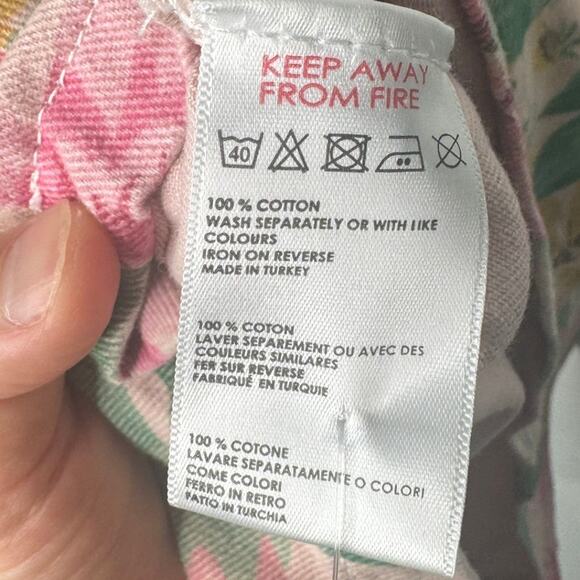 KEEP AWAY
FROM FIRE
40
100 % COTTON
WASH SEPARATELY OR WITH LIKE
COLOURS
IRON ON REVERSE
MADE IN TURKEY
100 % COTON
LAVER SEPAREMENT OU AVEC DES
COULEURS SIMILAIRES
FER SUR REVERSE
FABRIQUÉ EN TURQUIE
100 % COTONE
LAVARE SEPARATAMENTE O COLORI
COME COLORI
FERRO IN RETRO
FATTO IN TURCHIA